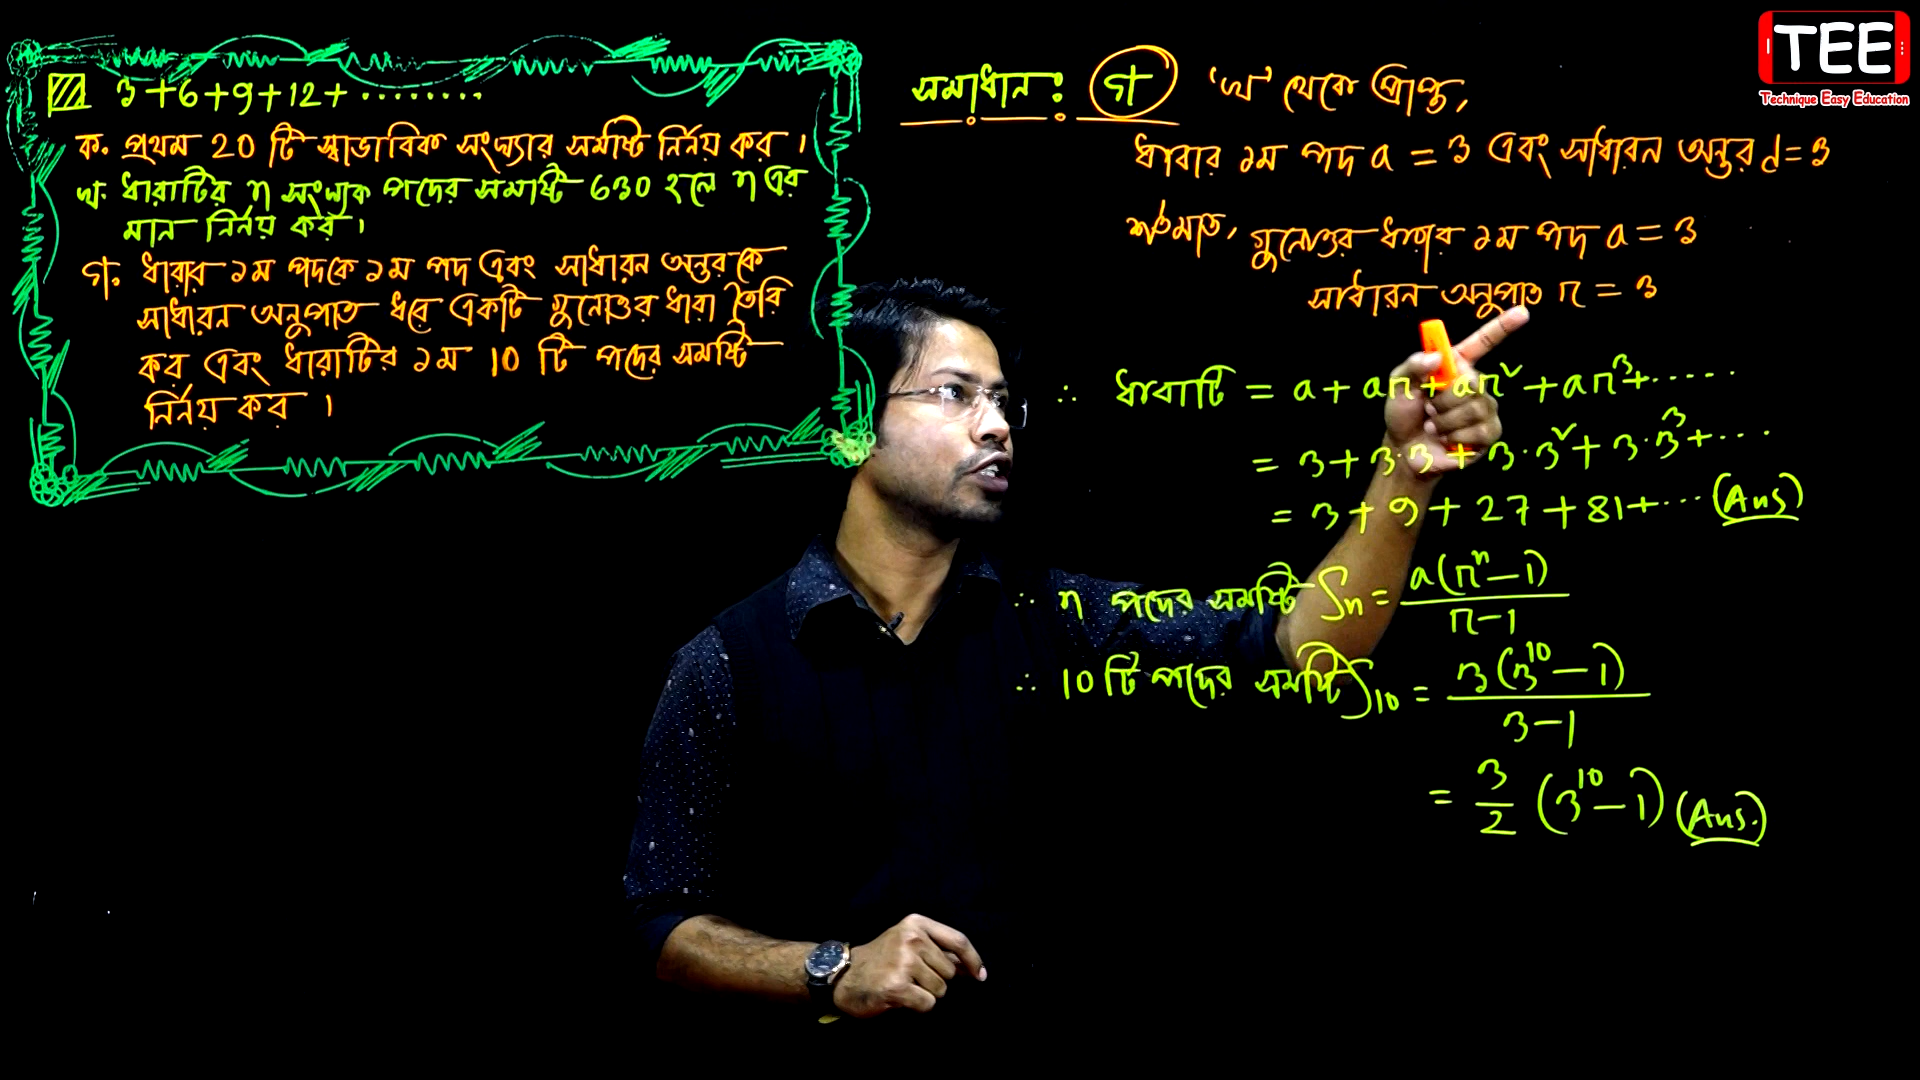 3+6+9+12+ ........
ক. প্রথম 20 টি স্বাভাবিক সংখ্যার সমষ্টি নির্নয় কর।
খ. ধারাটির n সংখ্যক পদের সমষ্টি 630 হলে n এর
মান নির্নয় কর।
গ. ধারার ১ম পদকে ১ম পদ এবং সাধারন অন্তরকে
সাধারন অনুপাত ধরে একটি গুনোত্তর ধারা তৈরি
কর এবং ধারাটির ১ম 10 টি পদের সমষ্টি
নির্নয় কর।
সমাধান: গ 'খ' থেকে প্রাপ্ত,
ধারার ১ম পদ a = 3 এবং সাধারন অন্তর d = 3
শর্তমতে, গুনোত্তর ধারার ১ম পদ a = 3
সাধারন অনুপাত r = 3
∴ ধারাটি = a + ar + ar² + ar³+ .....
= 3 + 3·3 + 3·3² + 3·3³ + ...
= 3 + 9 + 27 + 81 + ... (Ans)
∴ n পদের সমষ্টি Sn = a(rⁿ-1) / r-1
∴ 10 টি পদের সমষ্টি S10 = 3(3¹⁰-1) / 3-1
= 3/2 (3¹⁰-1) (Ans.)
TEE
Technique Easy Education